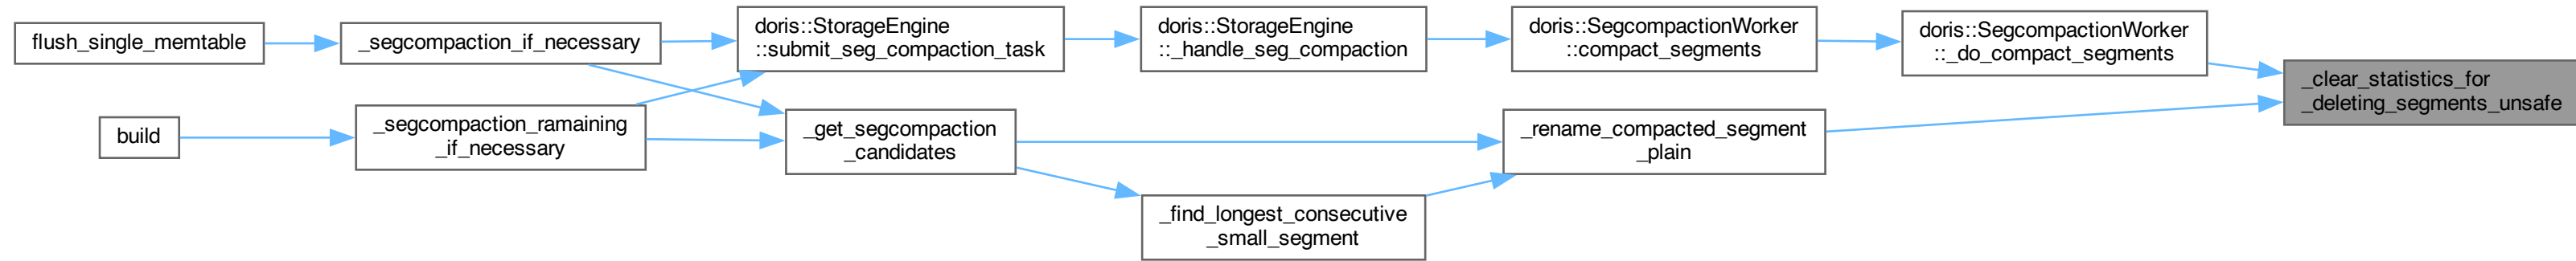 flush_single_memtable
_segcompaction_if_necessary
doris::StorageEngine
::submit_seg_compaction_task
doris::StorageEngine
::_handle_seg_compaction
doris::SegcompactionWorker
::compact_segments
doris::SegcompactionWorker
::_do_compact_segments
_clear_statistics_for
_deleting_segments_unsafe
build
_segcompaction_ramaining
_if_necessary
_get_segcompaction
_candidates
_rename_compacted_segment
_plain
_find_longest_consecutive
_small_segment